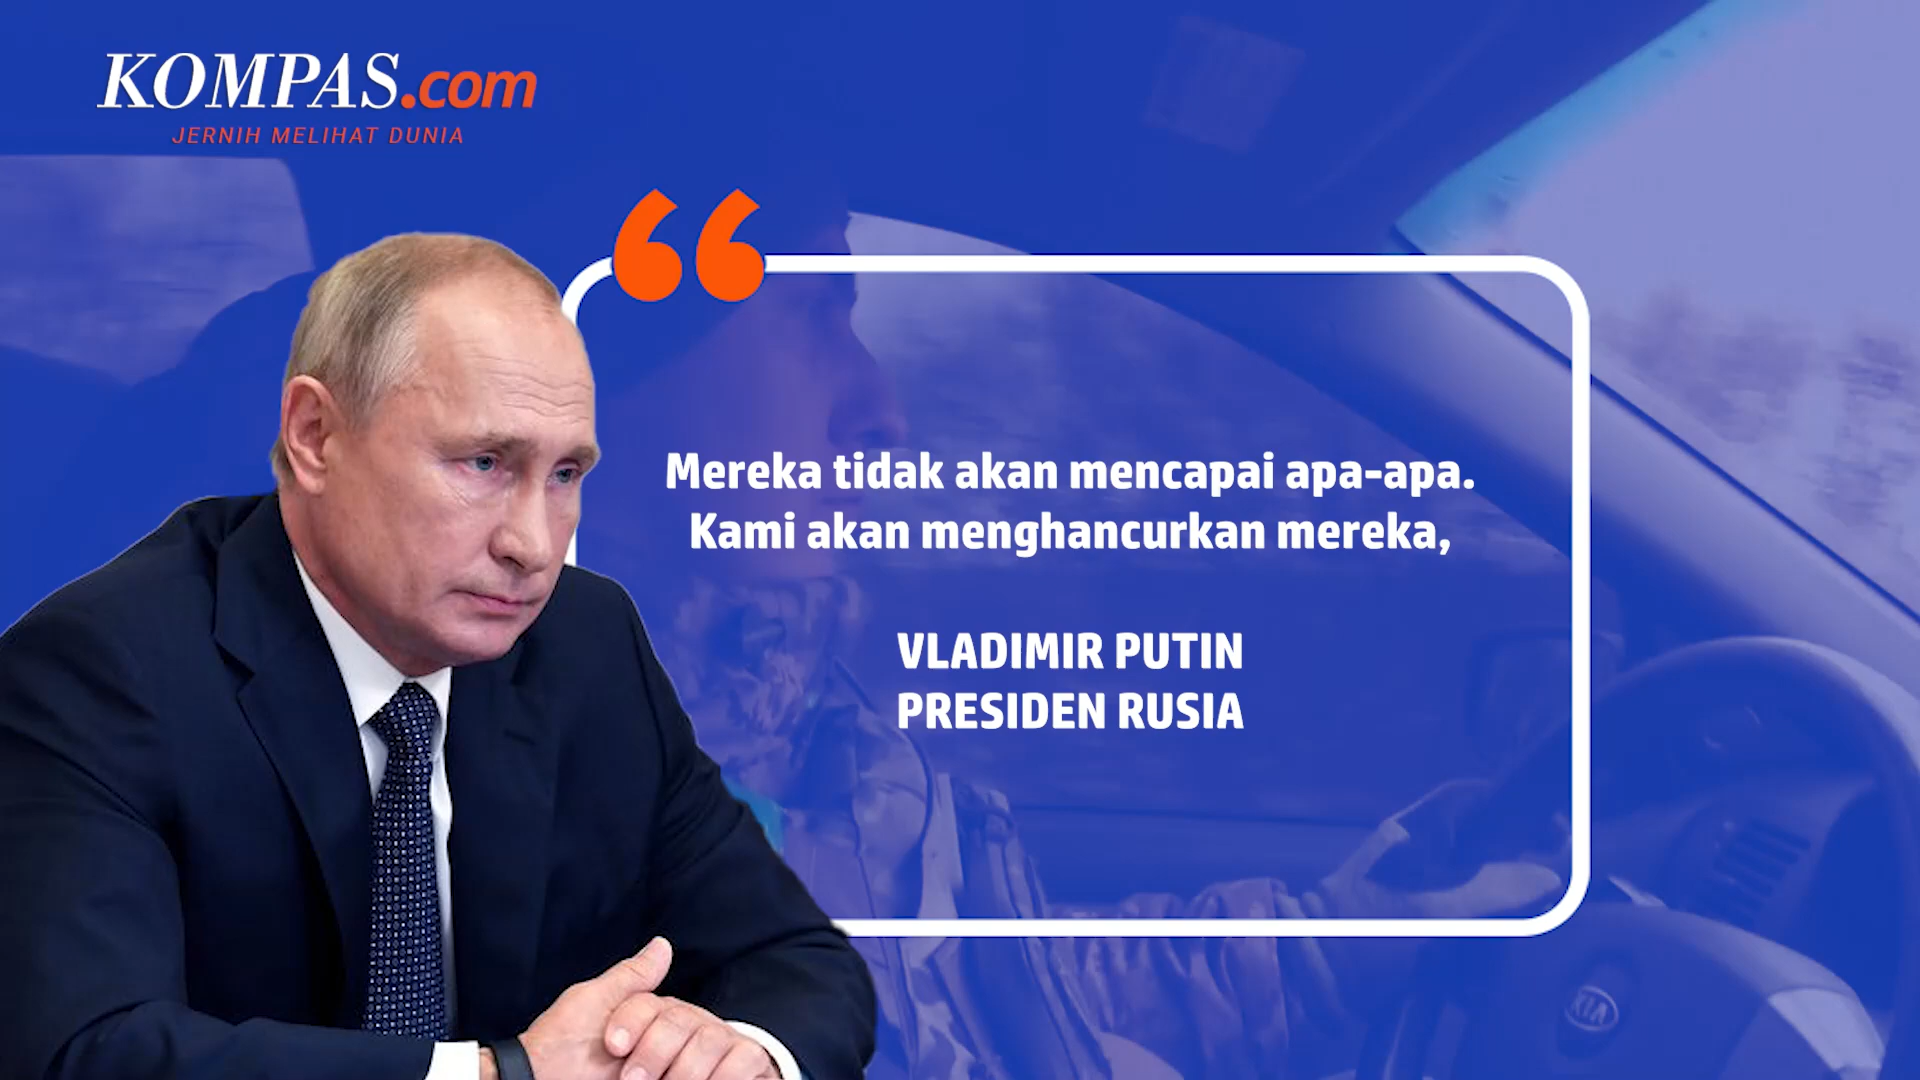 KOMPAS.com
JERNIH MELIHAT DUNIA
Mereka tidak akan mencapai apa-apa.
Kami akan menghancurkan mereka,
VLADIMIR PUTIN
PRESIDEN RUSIA
KIA